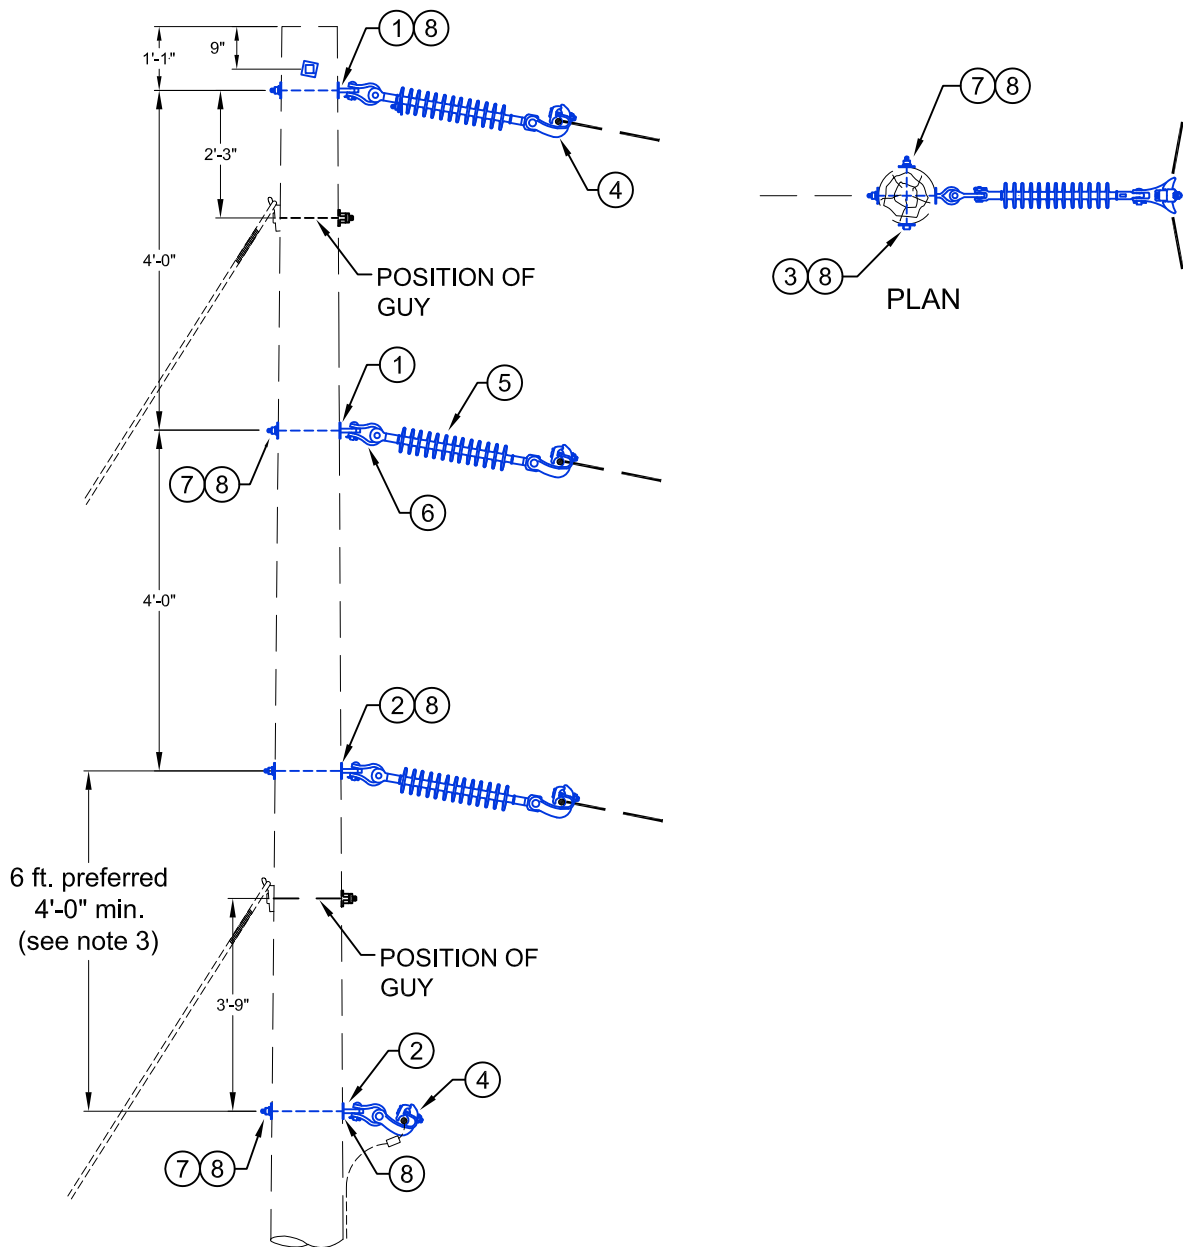 1 8
9"
1'-1"
7 8
2'-3"
4
4'-0"
3 8
POSITION OF
GUY
PLAN
1
5
7 8
6
4'-0"
2 8
6 ft. preferred
4'-0" min.
(see note 3)
POSITION OF
GUY
3'-9"
2
4
7 8
8